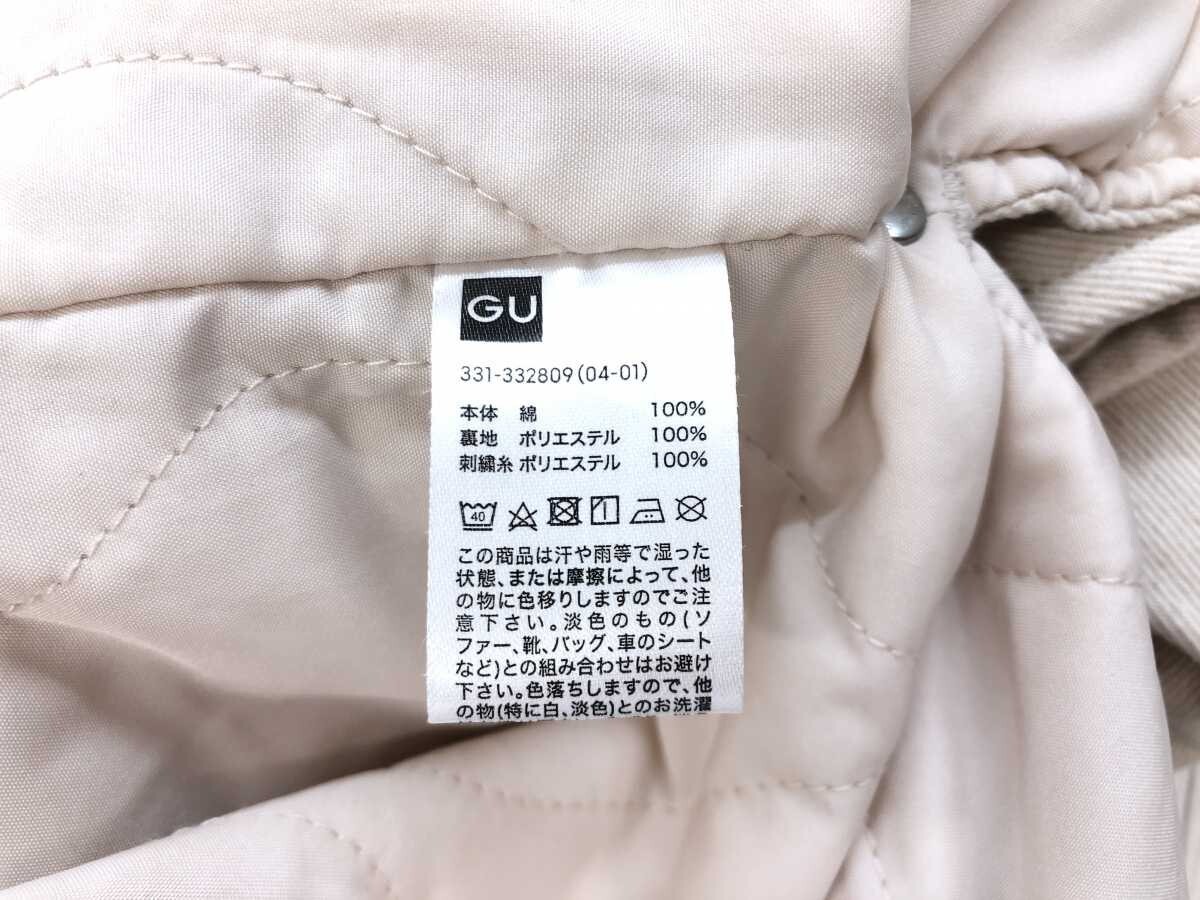 GU
331-332809(04-01)
本体 綿 100%
裏地 ポリエステル 100%
刺繍糸 ポリエステル 100%
40
この商品は汗や雨等で湿った
状態、または摩擦によって、他
の物に色移りしますのでご注
意下さい。淡色のもの(ソ
ファー、靴、バッグ、車のシート
など)との組み合わせはお避け
下さい。色落ちしますので、他
の物(特に白、淡色)とのお洗濯